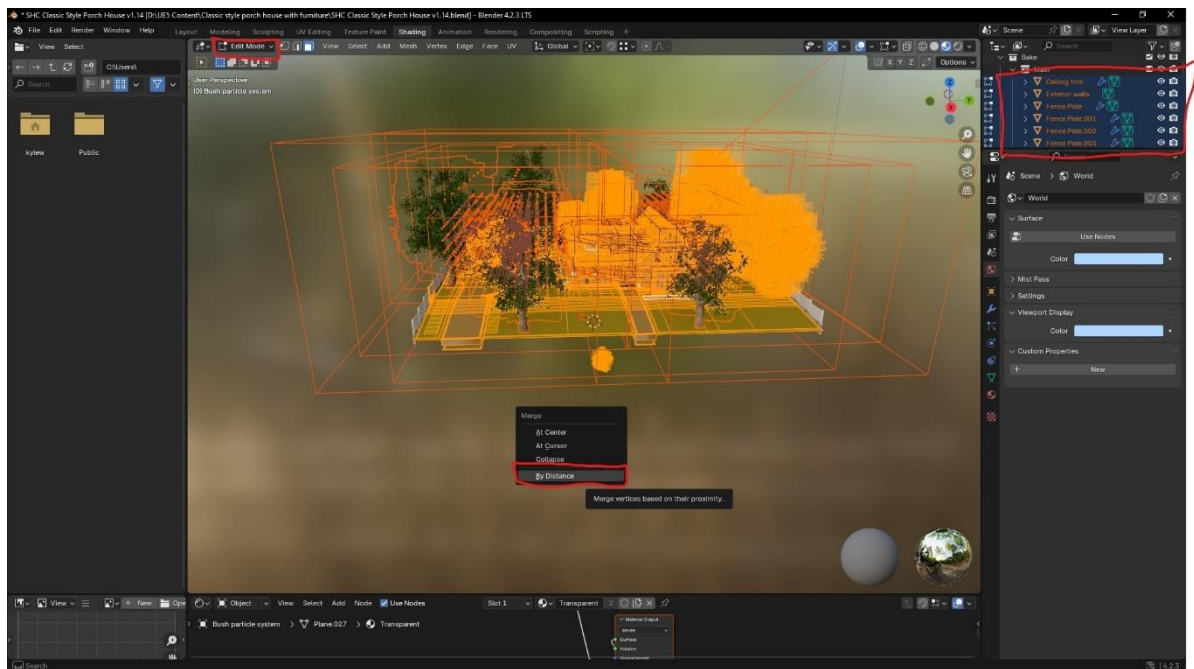 * SHC Classic Style Porch House v1.14 [D:\UE5 Content\Classic style porch house with furniture\SHC Classic Style Porch House v1.14.blend] - Blender 4.2.3 LTS
File Edit Render Window Help Layout Modeling Sculpting UV Editing Texture Paint Shading Animation Rendering Compositing Scripting + Scene View Layer
View Select Edit Mode View Select Add Mesh Vertex Edge Face UV Global Search
C:\Users\ X Y Z Options Bake
Search Main
User Perspective Ceiling trim
(0) Bush particle system Exterior walls
Fence Pole
Fence Pole.001
Fence Pole.002
Fence Pole.003
kylew Public
Scene > World
World
Surface
Use Nodes
Color
Mist Pass
Settings
Viewport Display
Color
Custom Properties
+ New
Z
Y
X
Merge
At Center
At Cursor
Collapse
By Distance
Merge vertices based on their proximity.
View + New Ope Object View Select Add Node Use Nodes Slot 1 Transparent 2
Bush particle system > Plane.027 > Transparent
Material Output
Surface
Volume
Search 4.2.3